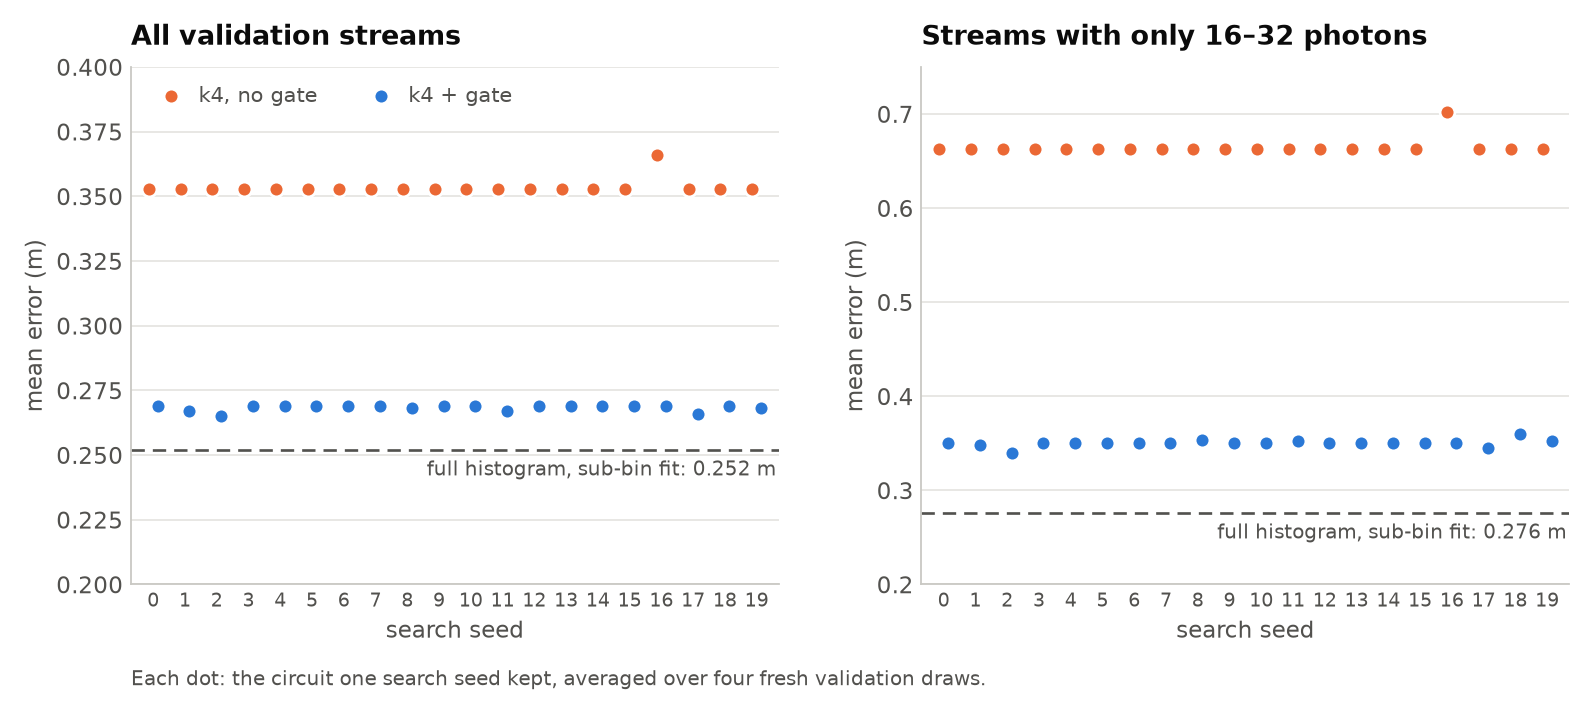 All validation streams
0.400
0.375
0.350
0.325
0.300
0.275
0.250
0.225
0.200
mean error (m)
k4, no gate
k4 + gate
full histogram, sub-bin fit: 0.252 m
0 1 2 3 4 5 6 7 8 9 10 11 12 13 14 15 16 17 18 19
search seed
Streams with only 16–32 photons
0.7
0.6
0.5
0.4
0.3
0.2
mean error (m)
full histogram, sub-bin fit: 0.276 m
0 1 2 3 4 5 6 7 8 9 10 11 12 13 14 15 16 17 18 19
search seed
Each dot: the circuit one search seed kept, averaged over four fresh validation draws.